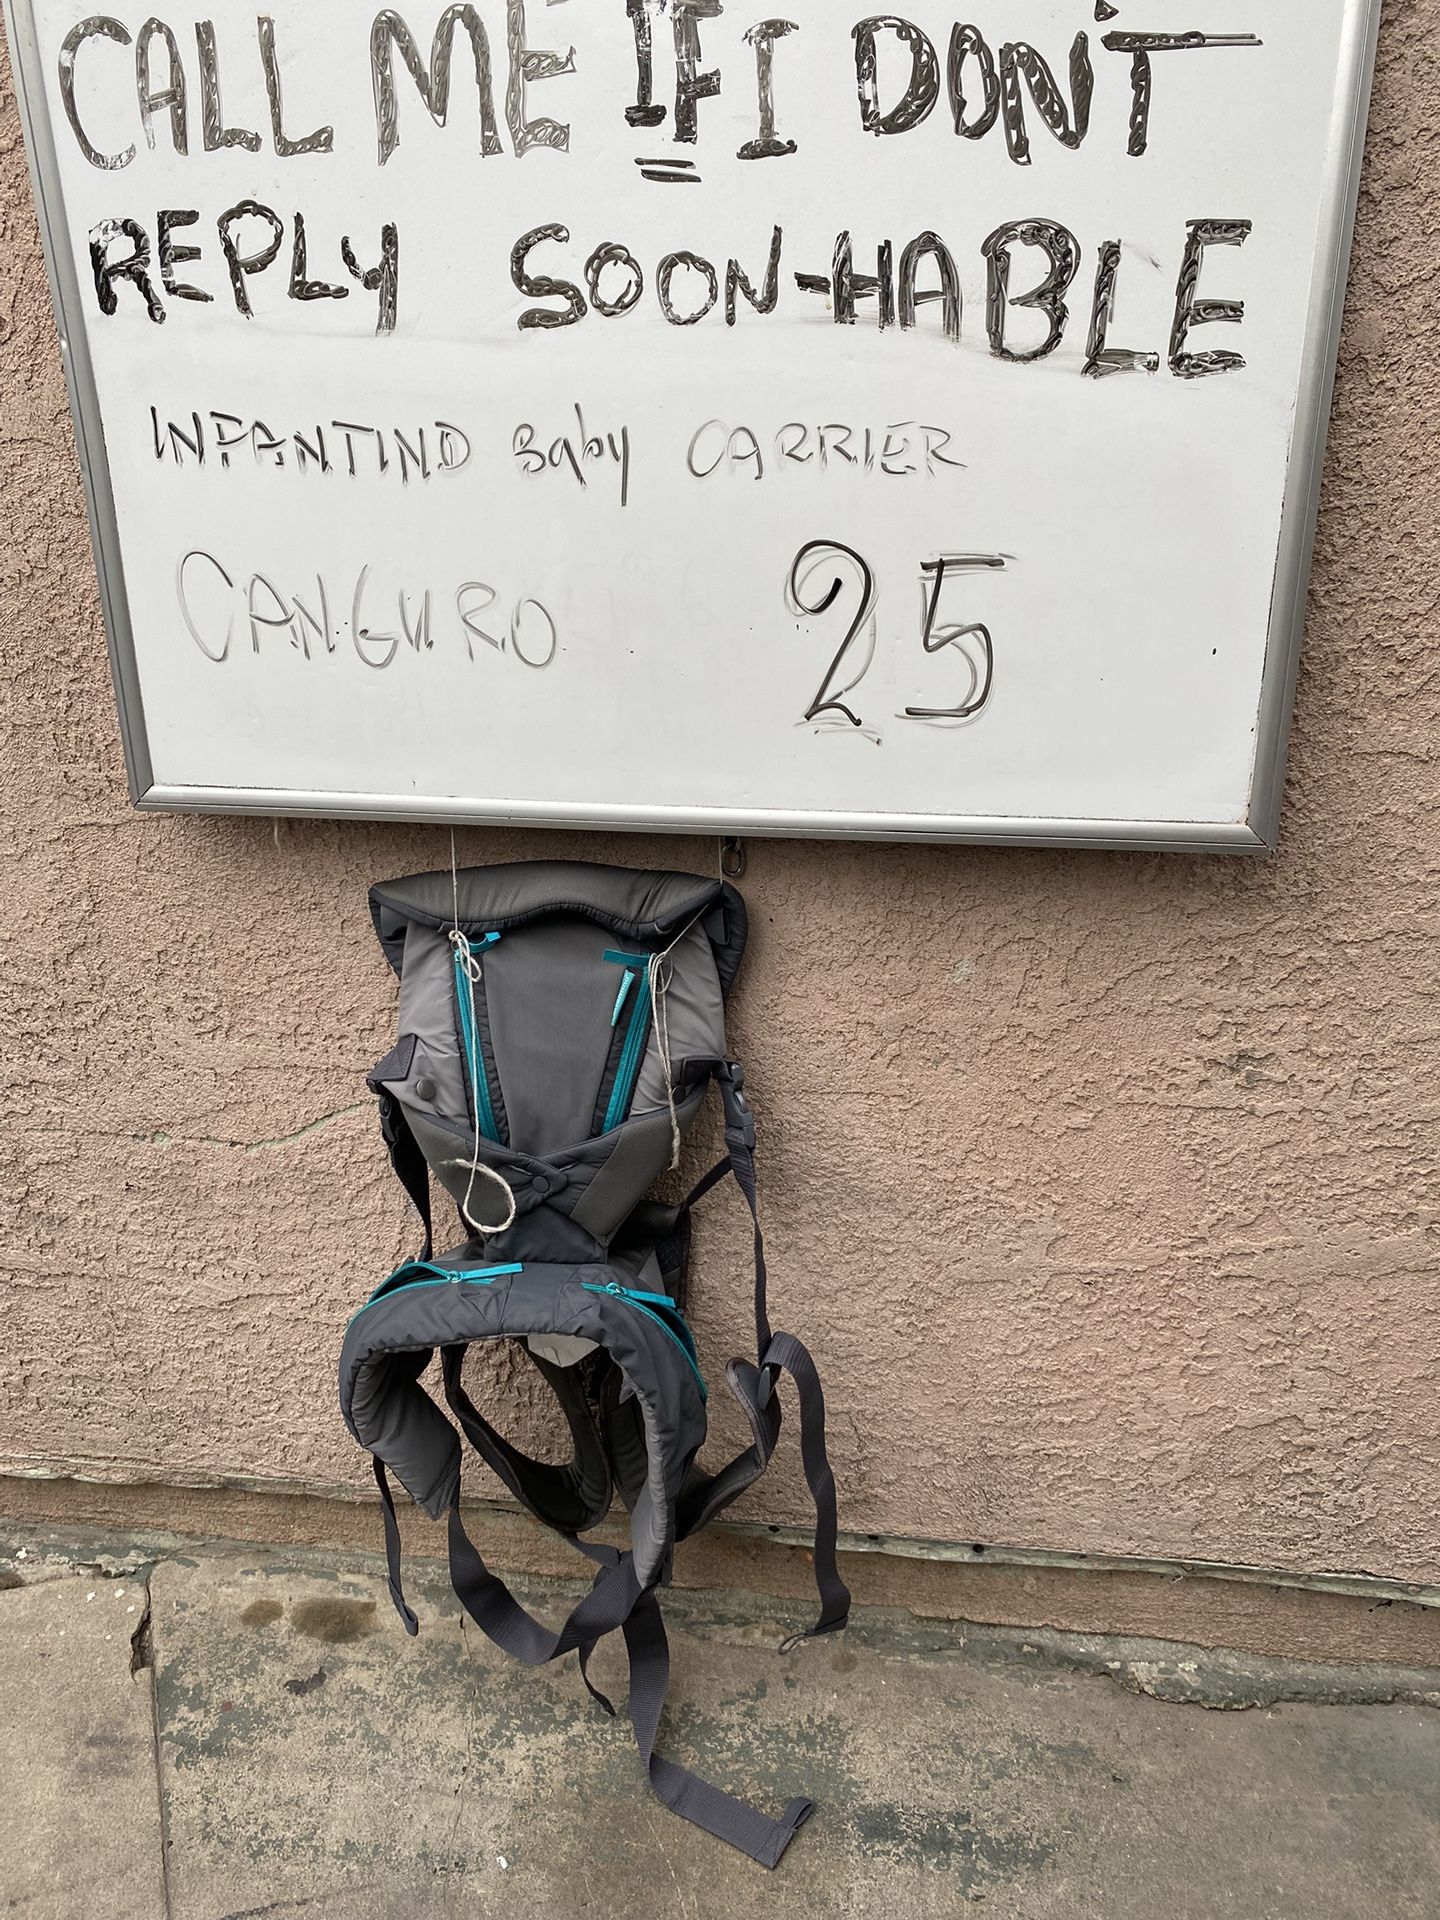 CALL ME IF I DON'T
REPLY SOON-HABLE
INFANTINO Baby CARRIER
CANGURO 25